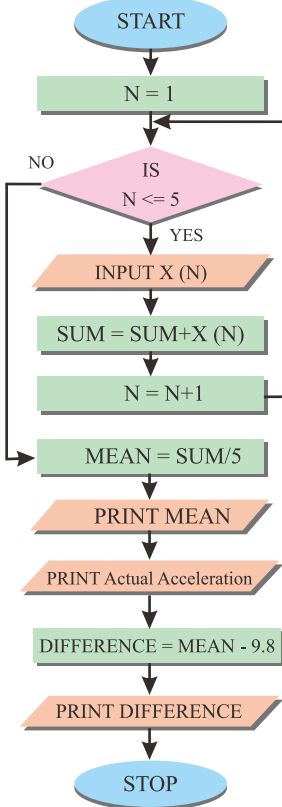 START
N = 1
NO
IS
N <= 5
YES
INPUT X (N)
SUM = SUM+X (N)
N = N+1
MEAN = SUM/5
PRINT MEAN
PRINT Actual Acceleration
DIFFERENCE = MEAN - 9.8
PRINT DIFFERENCE
STOP